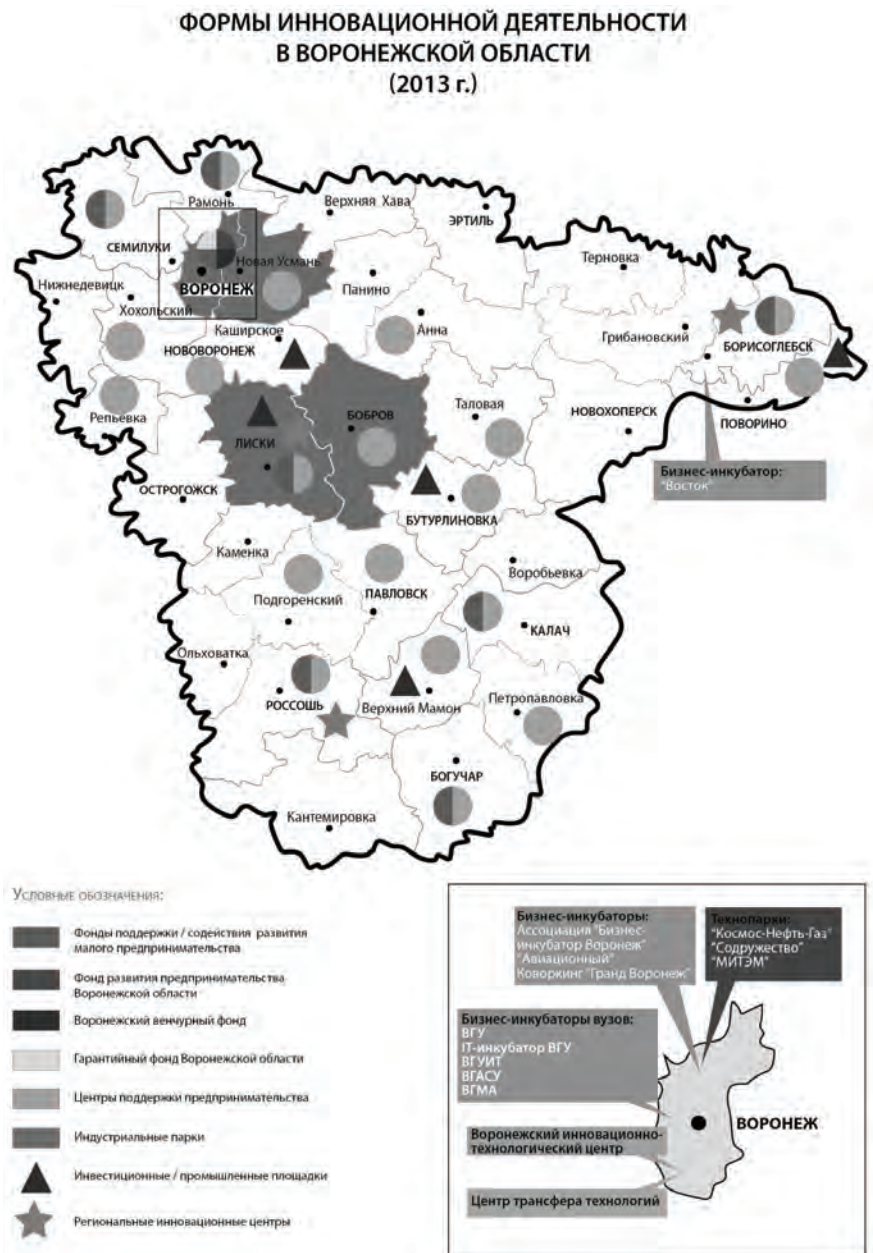 ФОРМЫ ИННОВАЦИОННОЙ ДЕЯТЕЛЬНОСТИ
В ВОРОНЕЖСКОЙ ОБЛАСТИ
(2013 г.)
Рамонь
Верхняя Хава
ЭРТИЛЬ
СЕМИЛУКИ
Новая Усмань
Терновка
Нижнедевицк
ВОРОНЕЖ
Панино
Хохольский
Каширское
Анна
Грибановский
БОРИСОГЛЕБСК
НОВОВОРОНЕЖ
Репьевка
БОБРОВ
Таловая
НОВОХОПЕРСК
ПОВОРИНО
ЛИСКИ
Бизнес-инкубатор:
"Восток"
ОСТРОГОЖСК
БУТУРЛИНОВКА
Каменка
Воробьевка
Подгоренский
ПАВЛОВСК
КАЛАЧ
Ольховатка
РОССОШЬ
Верхний Мамон
Петропавловка
БОГУЧАР
Кантемировка
УСЛОВНЫЕ ОБОЗНАЧЕНИЯ:
Фонды поддержки / содействия развития
малого предпринимательства
Фонд развития предпринимательства
Воронежской области
Воронежский венчурный фонд
Гарантийный фонд Воронежской области
Центры поддержки предпринимательства
Индустриальные парки
Инвестиционные / промышленные площадки
Региональные инновационные центры
Бизнес-инкубаторы:
Ассоциация "Бизнес-
инкубатор Воронеж"
"Авиационный"
Коворкинг "Гранд Воронеж"
Технопарки:
"Космос-Нефть-Газ"
"Содружество"
"МИТЭМ"
Бизнес-инкубаторы вузов:
ВГУ
IT-инкубатор ВГУ
ВГУИТ
ВГАСУ
ВГМА
ВОРОНЕЖ
Воронежский инновационно-
технологический центр
Центр трансфера технологий